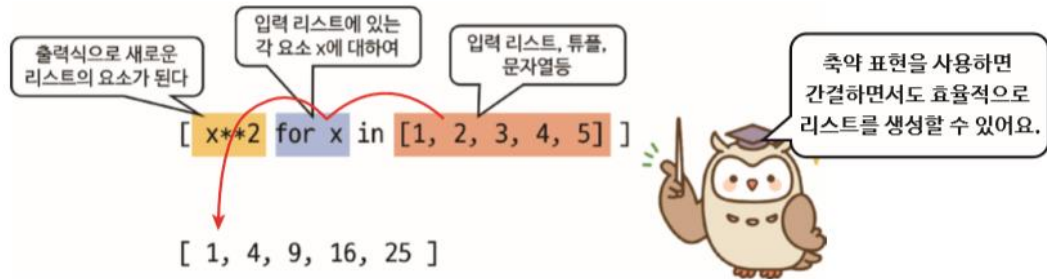 출력식으로 새로운
리스트의 요소가 된다
입력 리스트에 있는
각 요소 x에 대하여
입력 리스트, 튜플,
문자열등
축약 표현을 사용하면
간결하면서도 효율적으로
리스트를 생성할 수 있어요.
[ x**2 for x in [1, 2, 3, 4, 5] ]
[ 1, 4, 9, 16, 25 ]